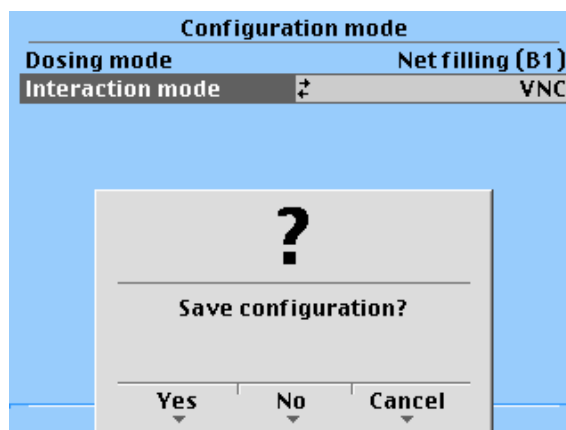 Configuration mode
Dosing mode Net filling (B1)
Interaction mode VNC
?
Save configuration?
Yes No Cancel